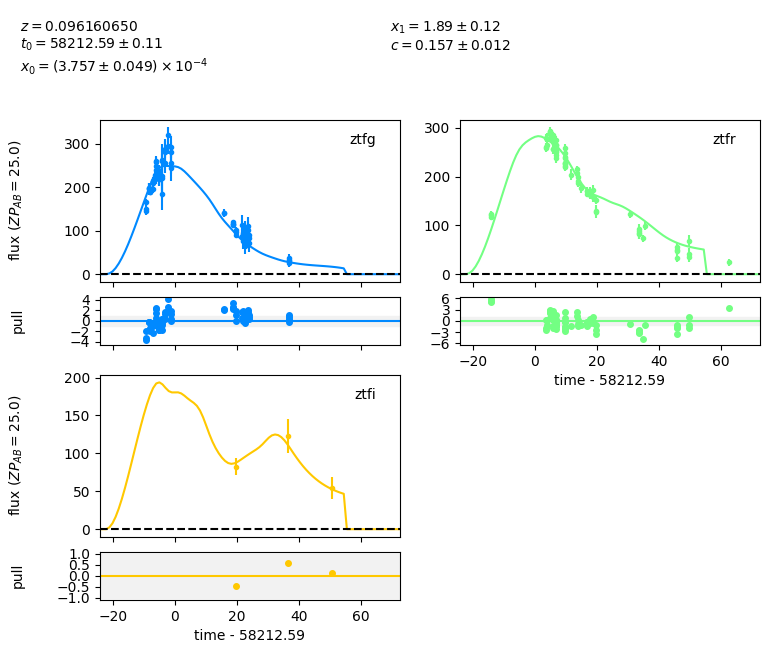 z = 0.096160650
t₀ = 58212.59 ± 0.11
x₀ = (3.757 ± 0.049) × 10⁻⁴
x₁ = 1.89 ± 0.12
c = 0.157 ± 0.012
flux (ZP_AB = 25.0)
300
200
100
0
ztfg
300
200
100
0
ztfr
pull
4
2
0
−2
−4
6
3
0
−3
−6
−20 0 20 40 60
time - 58212.59
flux (ZP_AB = 25.0)
200
150
100
50
0
ztfi
pull
1.0
0.5
0.0
−0.5
−1.0
−20 0 20 40 60
time - 58212.59